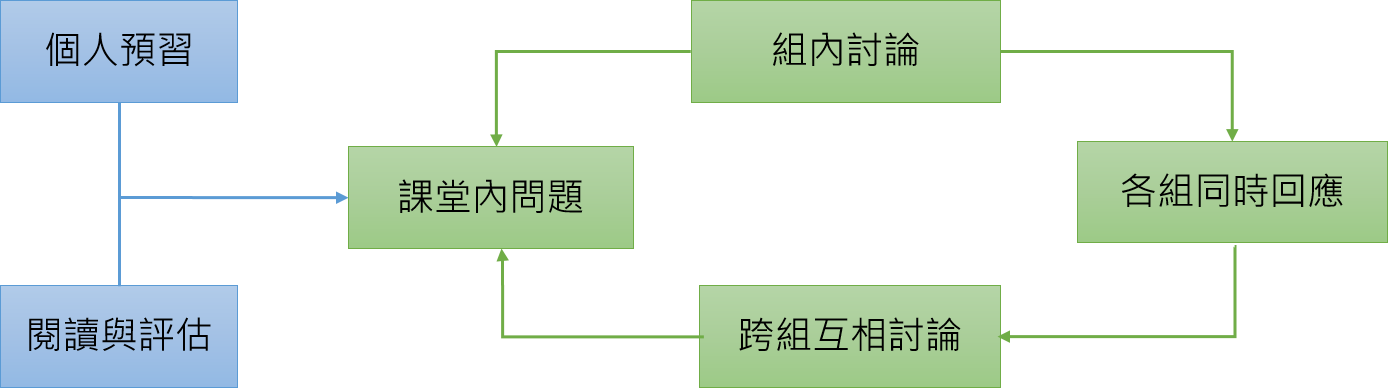 個人預習
組內討論
課堂內問題
各組同時回應
閱讀與評估
跨組互相討論